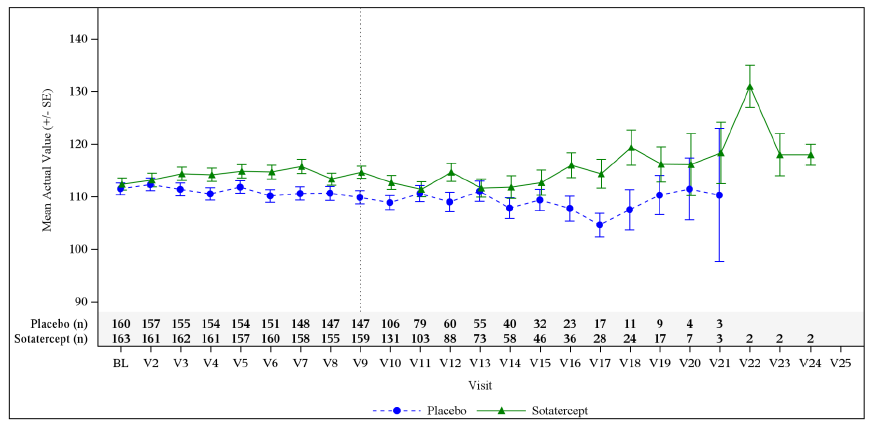 Mean Actual Value (+/- SE)
140
130
120
110
100
90
Placebo (n) 160 157 155 154 154 151 148 147 147 106 79 60 55 40 32 23 17 11 9 4 3
Sotatercept (n) 163 161 162 161 157 160 158 155 159 131 103 88 73 58 46 36 28 24 17 7 3 2 2 2
BL V2 V3 V4 V5 V6 V7 V8 V9 V10 V11 V12 V13 V14 V15 V16 V17 V18 V19 V20 V21 V22 V23 V24 V25
Visit
Placebo Sotatercept